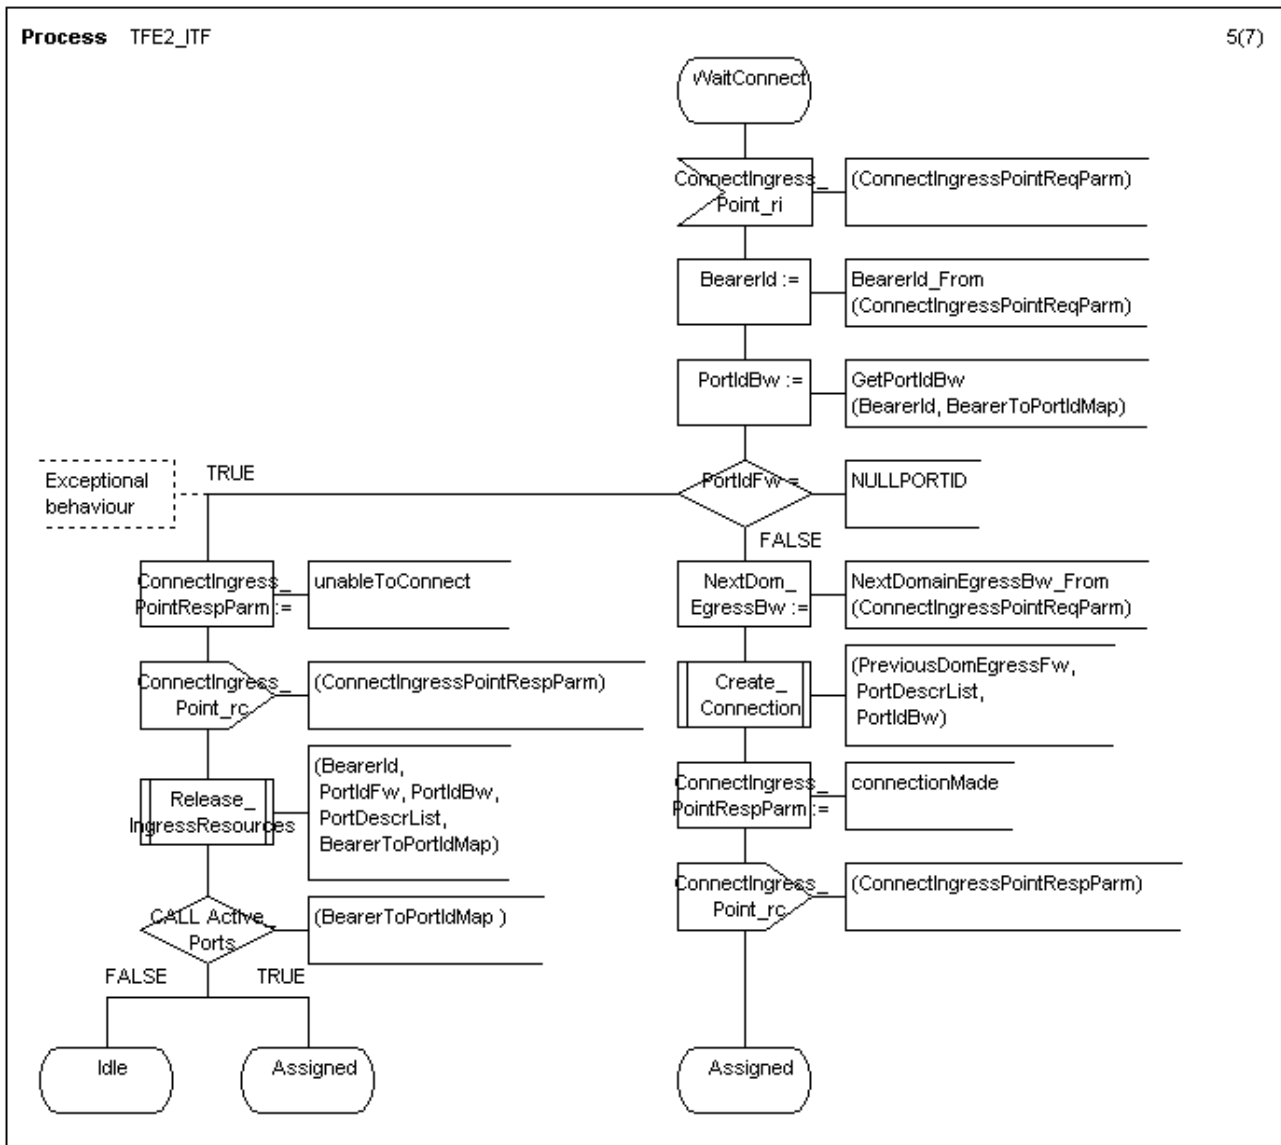 Process TFE2_ITF
5(7)
WaitConnect
ConnectIngress_
Point_ri
(ConnectIngressPointReqParm)
BearerId :=
BearerId_From
(ConnectIngressPointReqParm)
PortIdBw :=
GetPortIdBw
(BearerId, BearerToPortIdMap)
Exceptional
behaviour
TRUE
PortIdFw =
NULLPORTID
FALSE
ConnectIngress_
PointRespParm :=
unableToConnect
NextDom_
EgressBw :=
NextDomainEgressBw_From
(ConnectIngressPointReqParm)
ConnectIngress_
Point_rc
(ConnectIngressPointRespParm)
Create_
Connection
(PreviousDomEgressFw,
PortDescrList,
PortIdBw)
Release_
IngressResources
(BearerId,
PortIdFw, PortIdBw,
PortDescrList,
BearerToPortIdMap)
ConnectIngress_
PointRespParm :=
connectionMade
CALL Active_
Ports
(BearerToPortIdMap )
ConnectIngress_
Point_rc
(ConnectIngressPointRespParm)
FALSE
TRUE
Idle
Assigned
Assigned